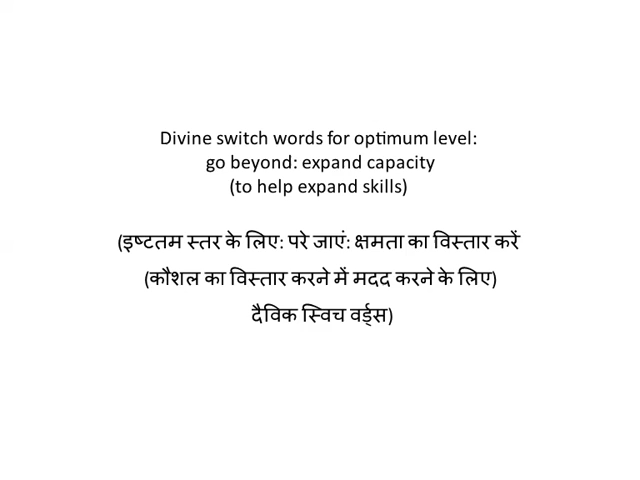 Divine switch words for optimum level:
go beyond: expand capacity
(to help expand skills)
(इष्टतम स्तर के लिए: परे जाएं: क्षमता का विस्तार करें
(कौशल का विस्तार करने में मदद करने के लिए)
दैविक स्विच वर्ड्स)